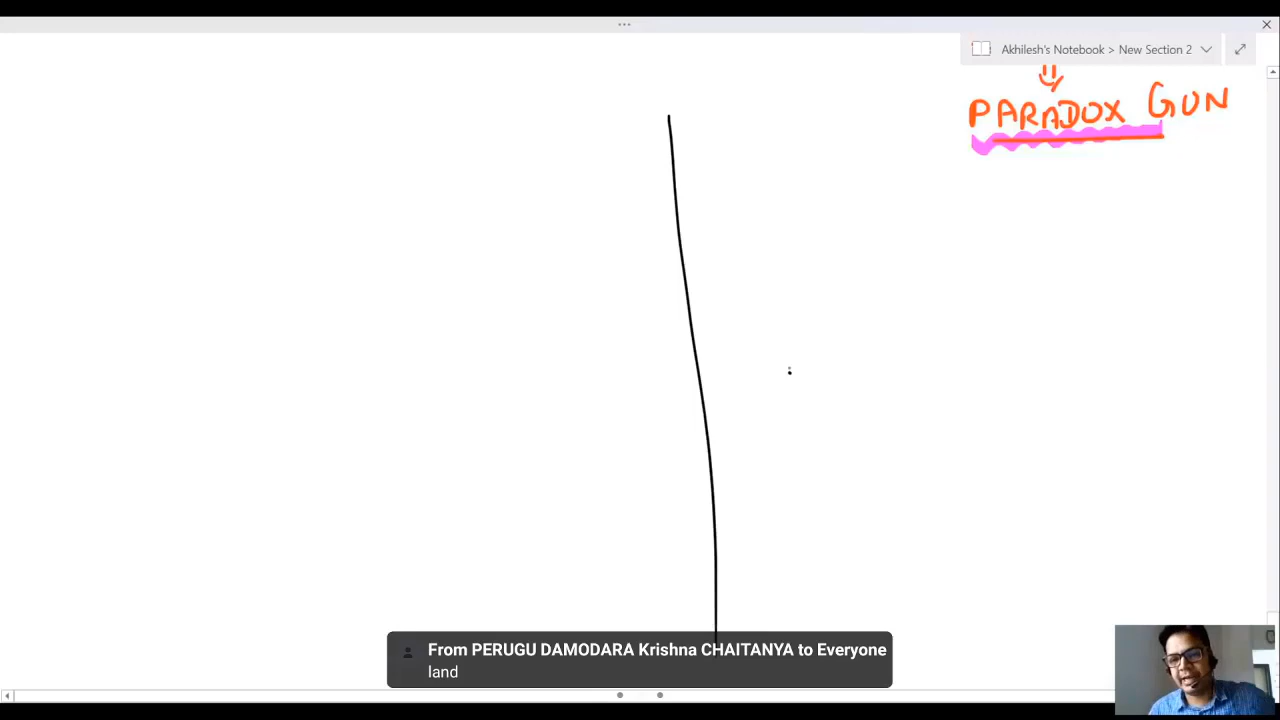 Akhilesh's Notebook > New Section 2
PARADOX GUN
From PERUGU DAMODARA Krishna CHAITANYA to Everyone
land